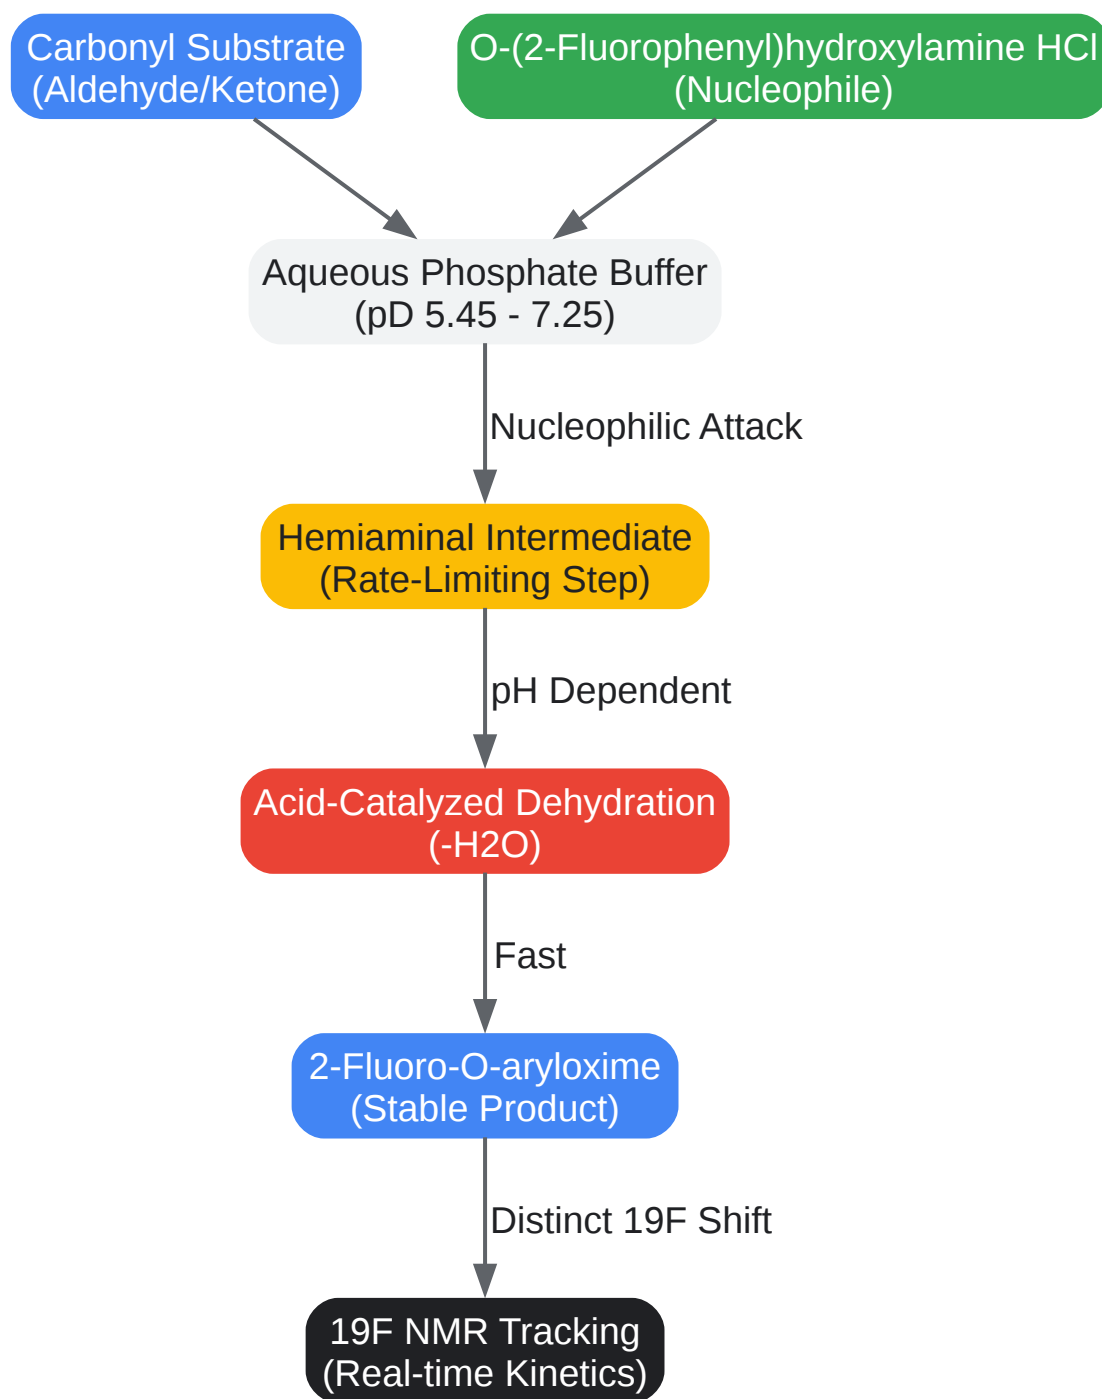 Carbonyl Substrate
(Aldehyde/Ketone)
O-(2-Fluorophenyl)hydroxylamine HCl
(Nucleophile)
Aqueous Phosphate Buffer
(pD 5.45 - 7.25)
Nucleophilic Attack
Hemiaminal Intermediate
(Rate-Limiting Step)
pH Dependent
Acid-Catalyzed Dehydration
(-H2O)
Fast
2-Fluoro-O-aryloxime
(Stable Product)
Distinct 19F Shift
19F NMR Tracking
(Real-time Kinetics)